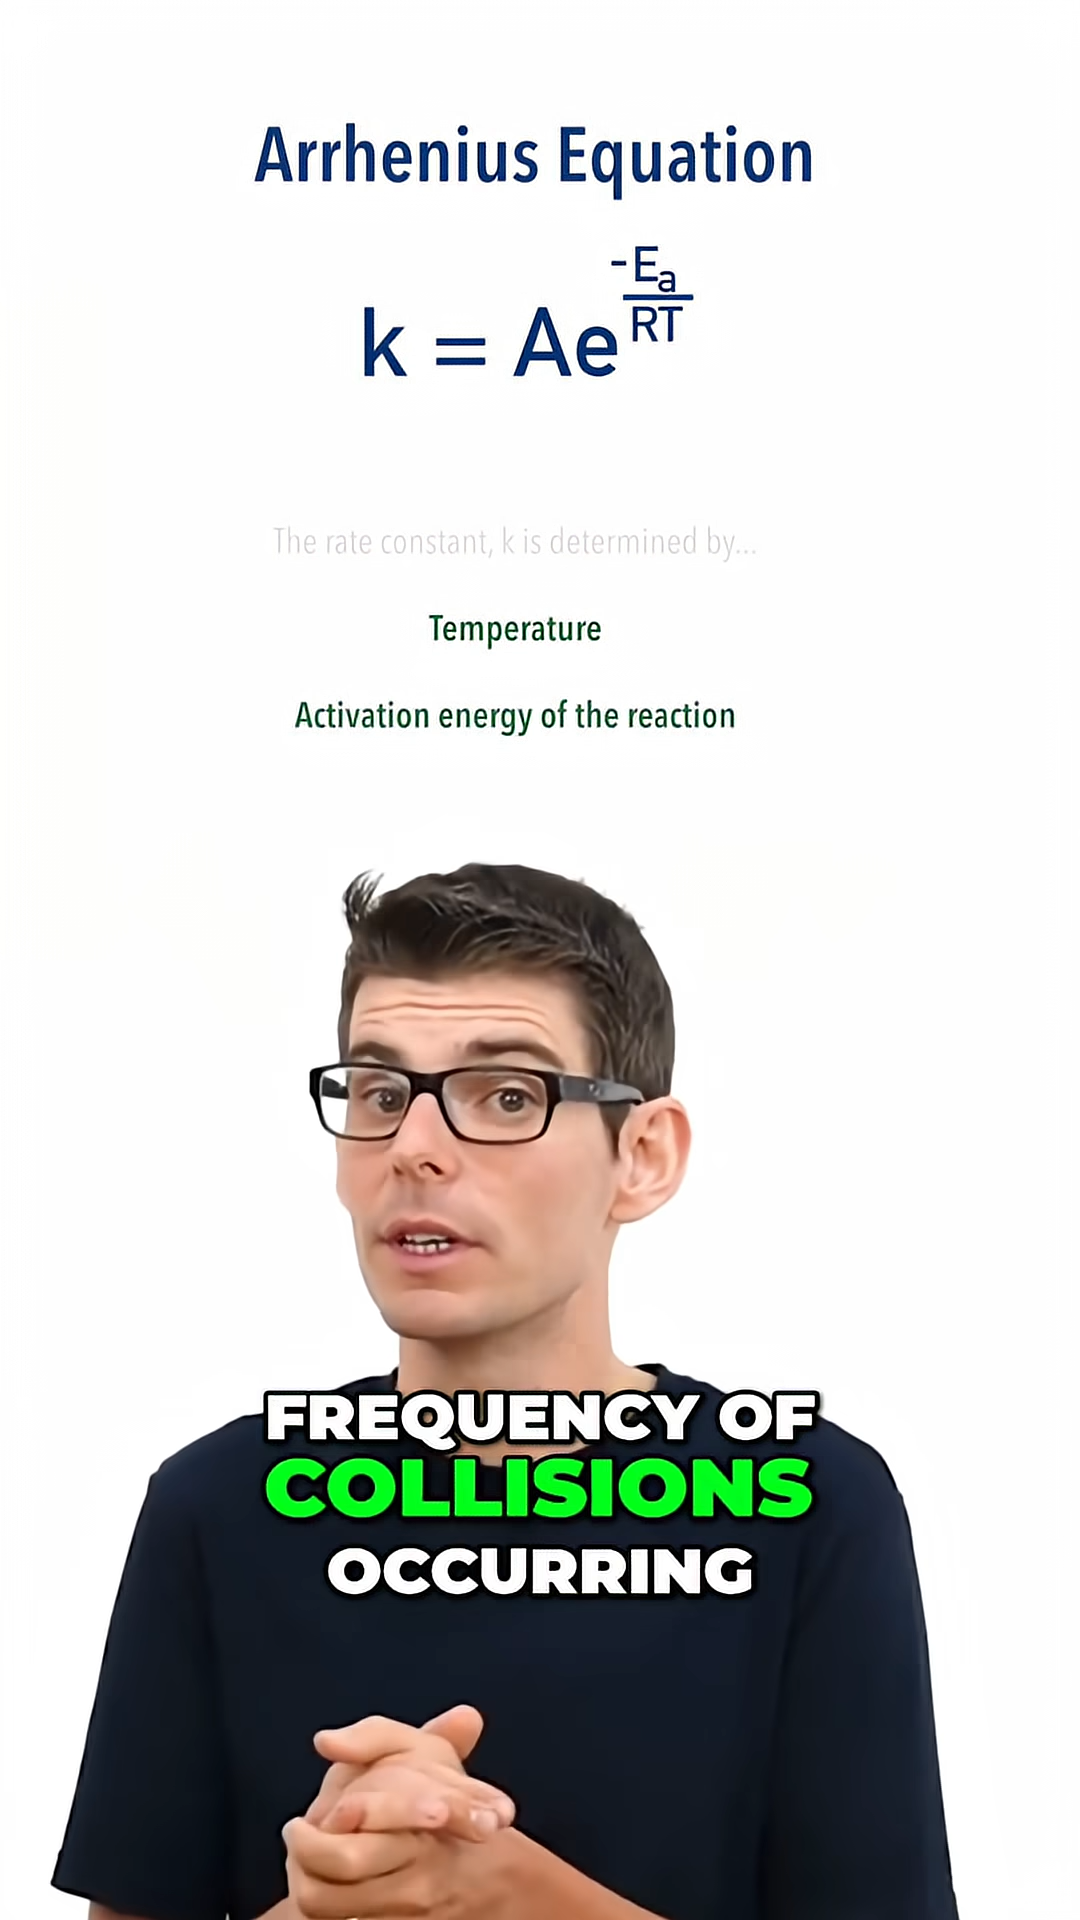 Arrhenius Equation
k = Ae^(-Ea/RT)
The rate constant, k is determined by...
Temperature
Activation energy of the reaction
FREQUENCY OF
COLLISIONS
OCCURRING